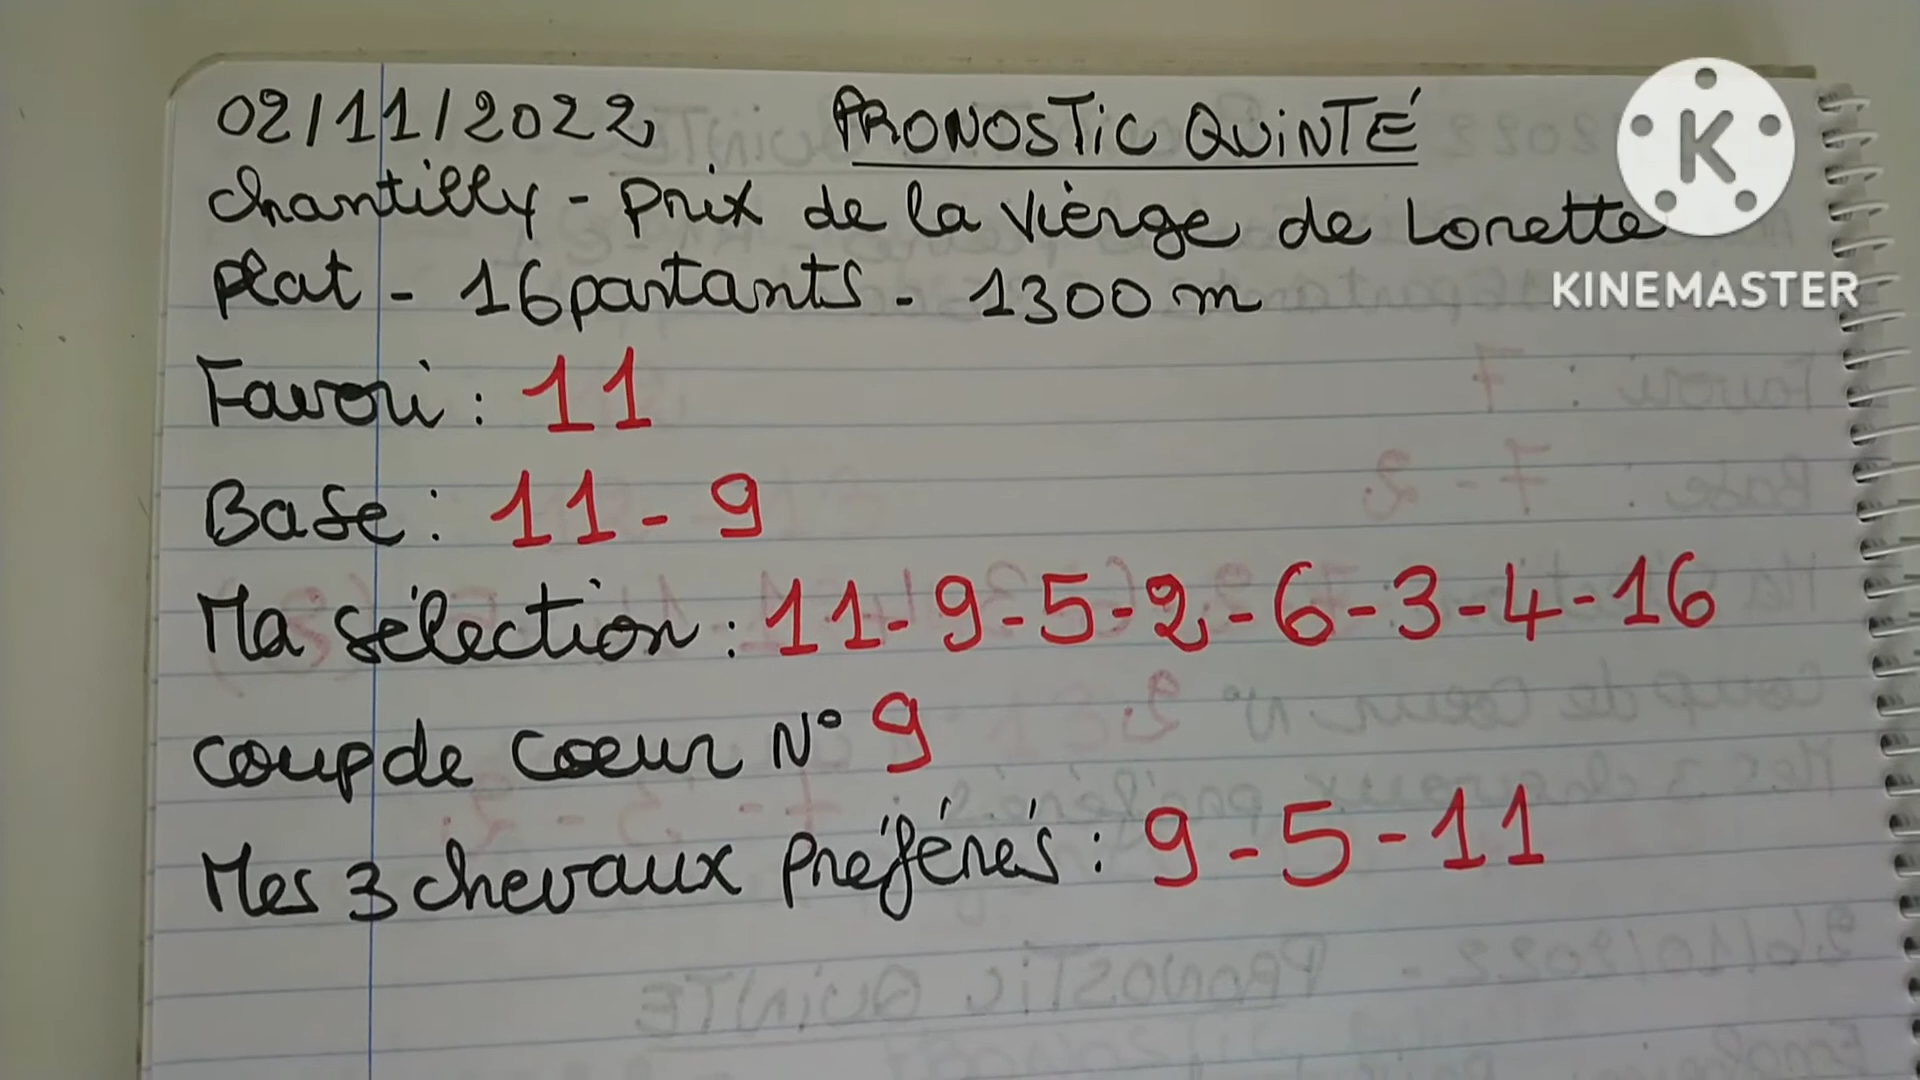 02/11/2022 PRONOSTIC QUINTÉ
Chantilly - Prix de la Vièrge de Lorette
Plat - 16 partants - 1300 m
Favori : 11
Base : 11 - 9
Ma sélection : 11 - 9 - 5 - 2 - 6 - 3 - 4 - 16
Coup de coeur N° 9
Mes 3 chevaux préférés : 9 - 5 - 11
K
KINEMASTER